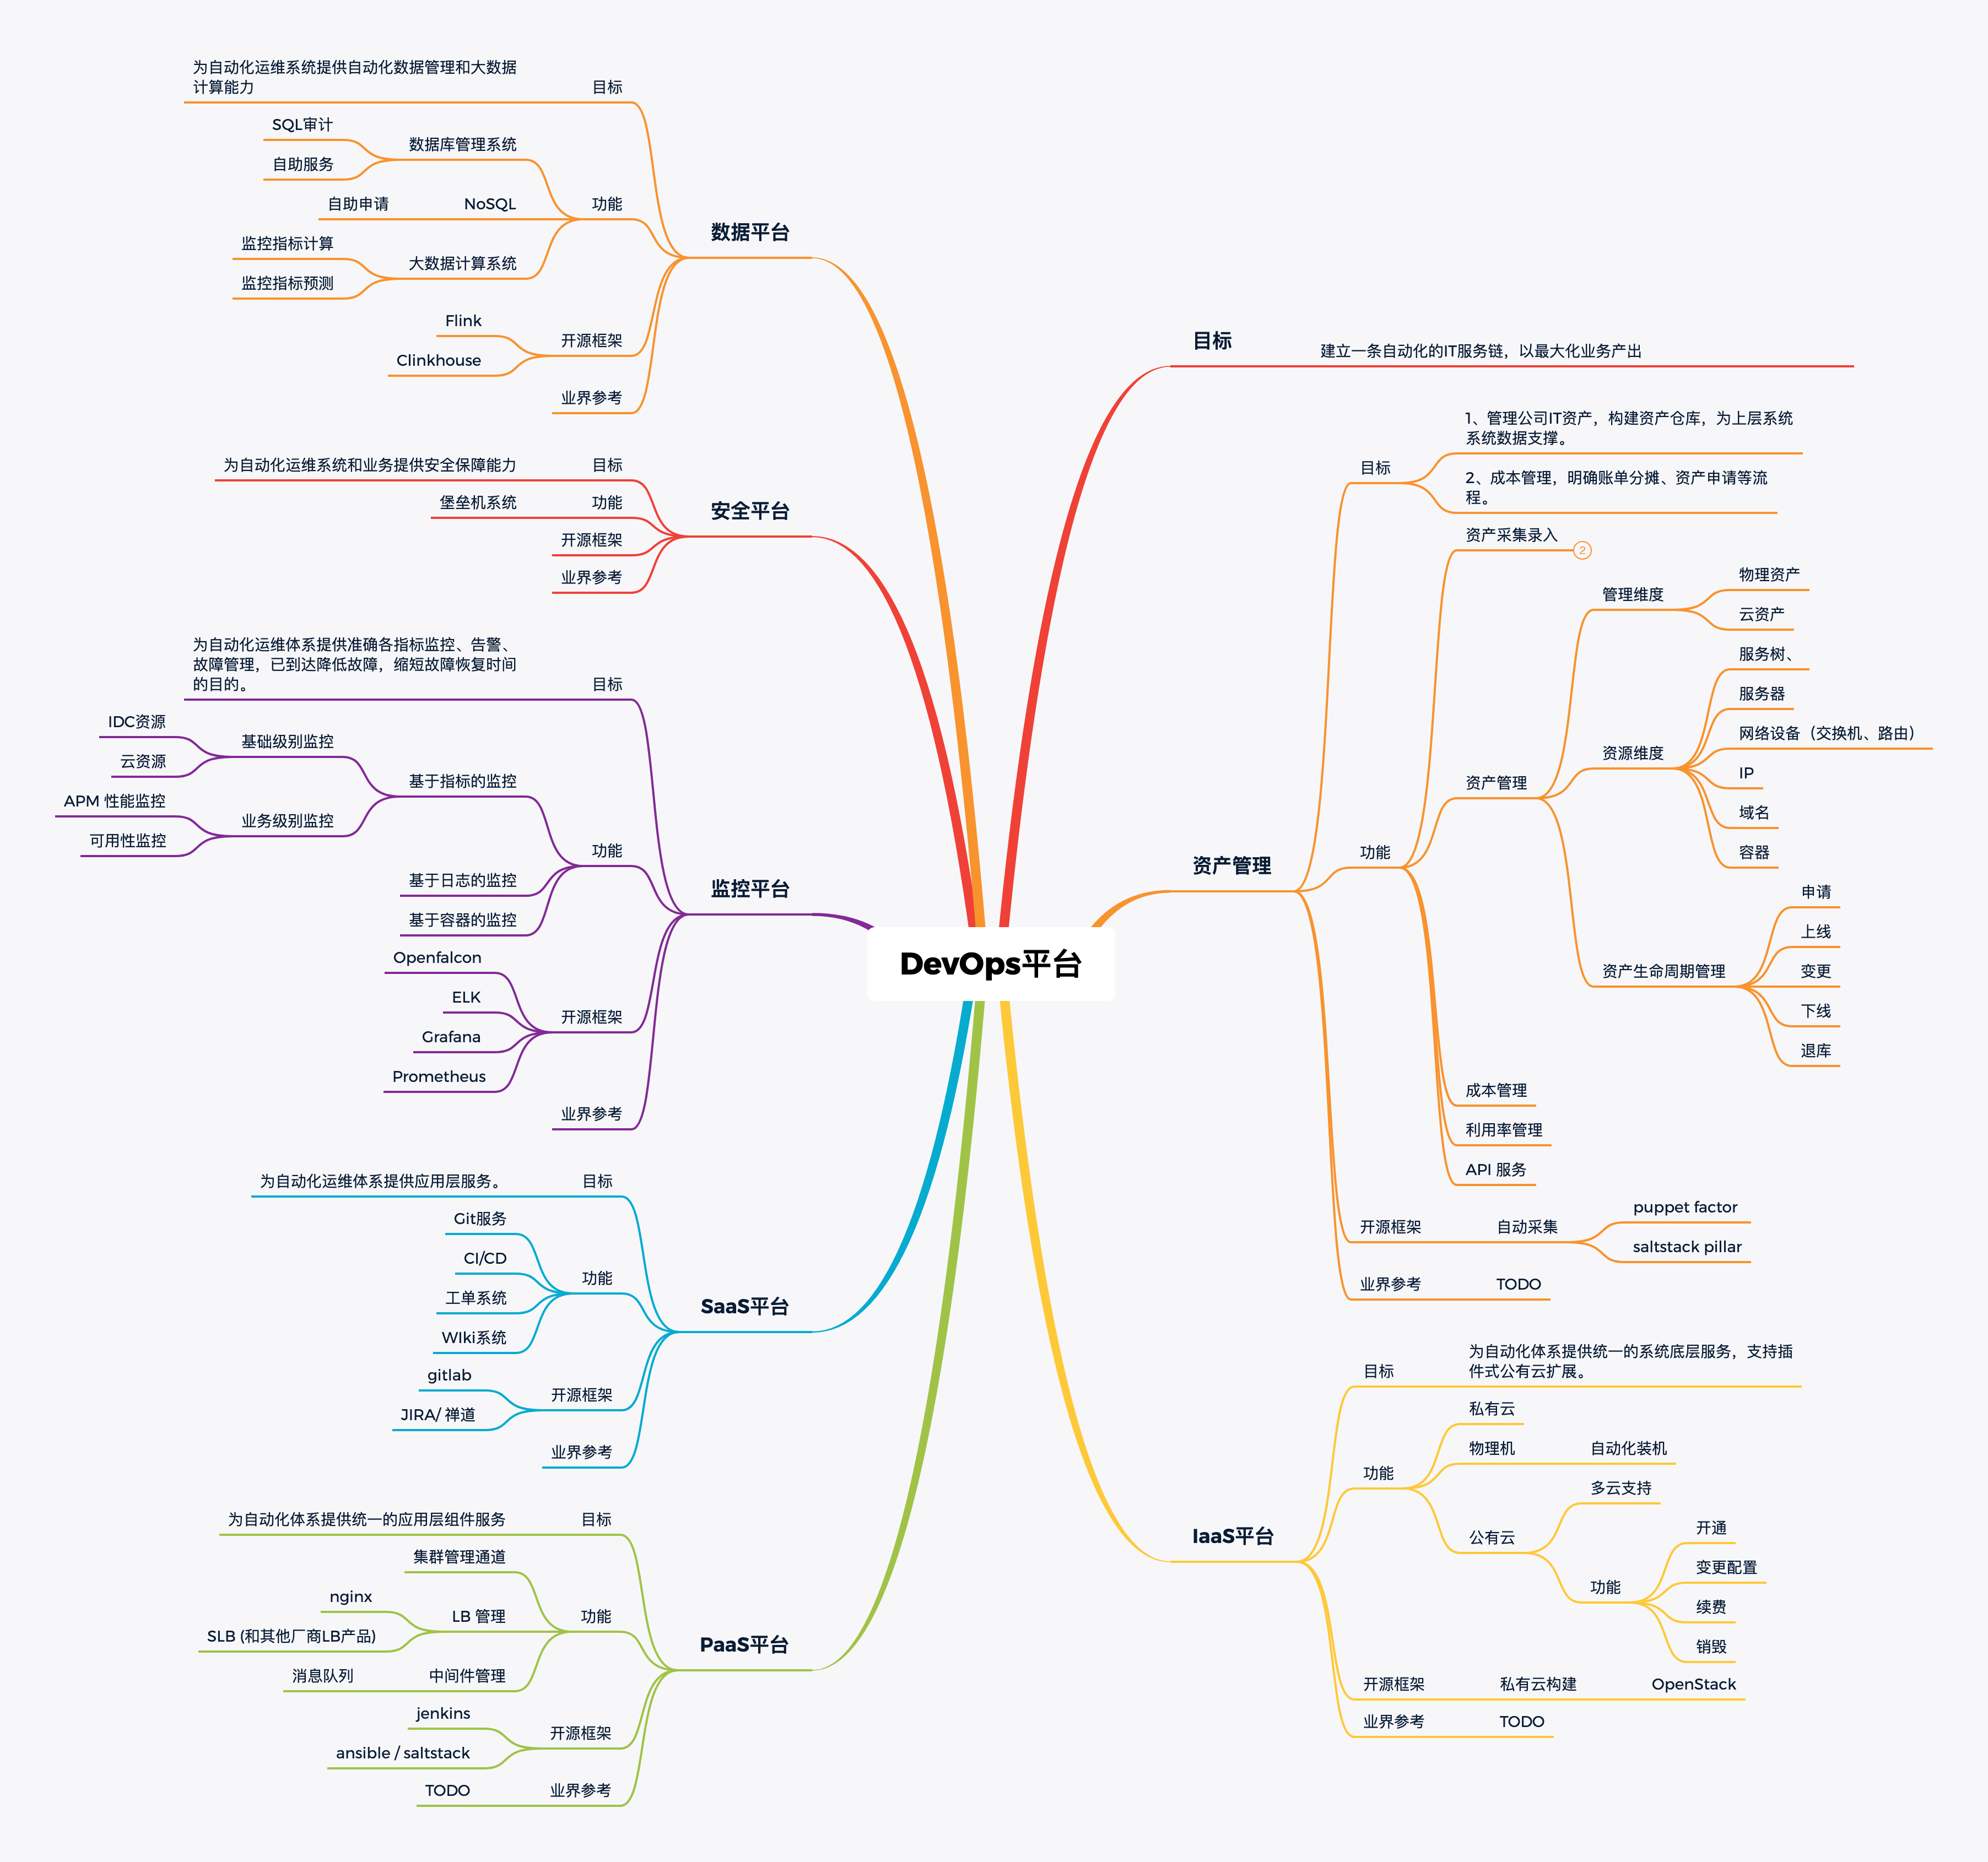 DevOps平台
目标
建立一条自动化的IT服务链，以最大化业务产出
资产管理
目标
1、管理公司IT资产，构建资产仓库，为上层系统
系统数据支撑。
2、成本管理，明确账单分摊、资产申请等流
程。
功能
资产采集录入
2
资产管理
管理维度
物理资产
云资产
资源维度
服务树、
服务器
网络设备（交换机、路由）
IP
域名
容器
资产生命周期管理
申请
上线
变更
下线
退库
成本管理
利用率管理
API 服务
开源框架
自动采集
puppet factor
saltstack pillar
业界参考
TODO
IaaS平台
目标
为自动化体系提供统一的系统底层服务，支持插
件式公有云扩展。
功能
私有云
物理机
自动化装机
公有云
多云支持
功能
开通
变更配置
续费
销毁
开源框架
私有云构建
OpenStack
业界参考
TODO
数据平台
目标
为自动化运维系统提供自动化数据管理和大数据
计算能力
功能
数据库管理系统
SQL审计
自助服务
NoSQL
自助申请
大数据计算系统
监控指标计算
监控指标预测
开源框架
Flink
Clinkhouse
业界参考
安全平台
目标
为自动化运维系统和业务提供安全保障能力
功能
堡垒机系统
开源框架
业界参考
监控平台
目标
为自动化运维体系提供准确各指标监控、告警、
故障管理，已到达降低故障，缩短故障恢复时间
的目的。
功能
基于指标的监控
基础级别监控
IDC资源
云资源
业务级别监控
APM 性能监控
可用性监控
基于日志的监控
基于容器的监控
开源框架
Openfalcon
ELK
Grafana
Prometheus
业界参考
SaaS平台
目标
为自动化运维体系提供应用层服务。
功能
Git服务
CI/CD
工单系统
WIki系统
开源框架
gitlab
JIRA/ 禅道
业界参考
PaaS平台
目标
为自动化体系提供统一的应用层组件服务
功能
集群管理通道
LB 管理
nginx
SLB (和其他厂商LB产品)
中间件管理
消息队列
开源框架
jenkins
ansible / saltstack
业界参考
TODO